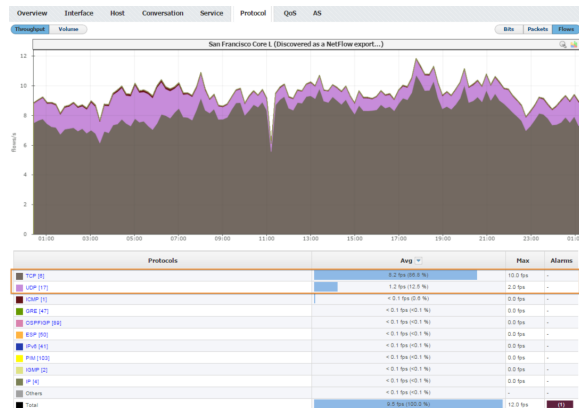 Overview Interface Host Conversation Service Protocol QoS AS
Throughput Volume Bits Packets Flows
San Francisco Core L (Discovered as a NetFlow export...)
12
10
8
6
4
2
0
flows/s
01:00 03:00 05:00 07:00 09:00 11:00 13:00 15:00 17:00 19:00 21:00 23:00 01:0
Protocols Avg Max Alarms
TCP [6] (86.8 %) 10.0 fps -
UDP [17] 1.2 fps (12.5 %) 2.0 fps -
ICMP [1] < 0.1 fps (0.6 %) 0.0 fps -
GRE [47] < 0.1 fps (<0.1 %) 0.0 fps -
OSPFIGP [89] < 0.1 fps (<0.1 %) 0.0 fps -
ESP [50] < 0.1 fps (<0.1 %) 0.0 fps -
IPv6 [41] < 0.1 fps (<0.1 %) 0.0 fps -
PIM [103] < 0.1 fps (<0.1 %) 0.0 fps -
IGMP [2] < 0.1 fps (<0.1 %) 0.0 fps -
IP [4] < 0.1 fps (<0.1 %) 0.0 fps -
Others < 0.1 fps (<0.1 %) - -
Total fps (100.0 %) 12.0 fps (1)